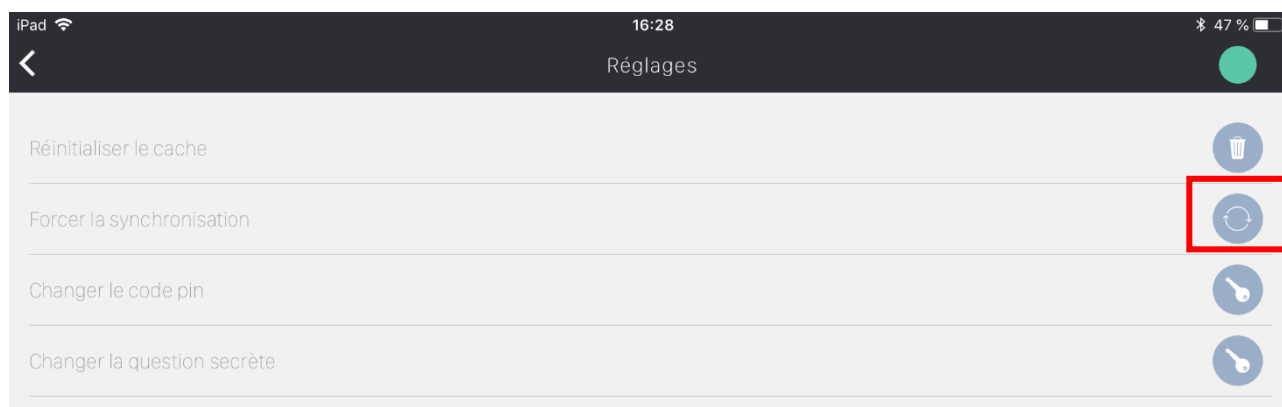 iPad 16:28 47 %
Réglages
Réinitialiser le cache
Forcer la synchronisation
Changer le code pin
Changer la question secrète